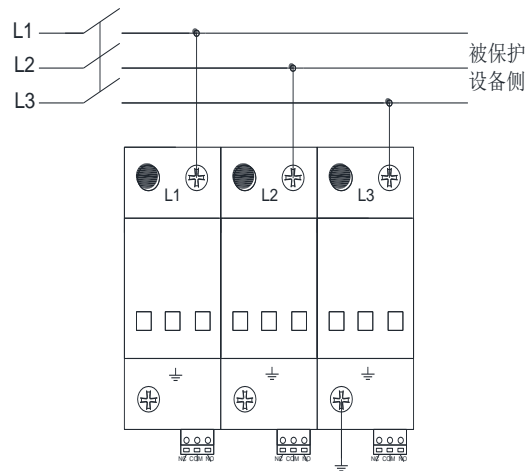 L1
L2
L3
被保护
设备侧
L1 L2 L3
NC COM NO NC COM NO NC COM NO